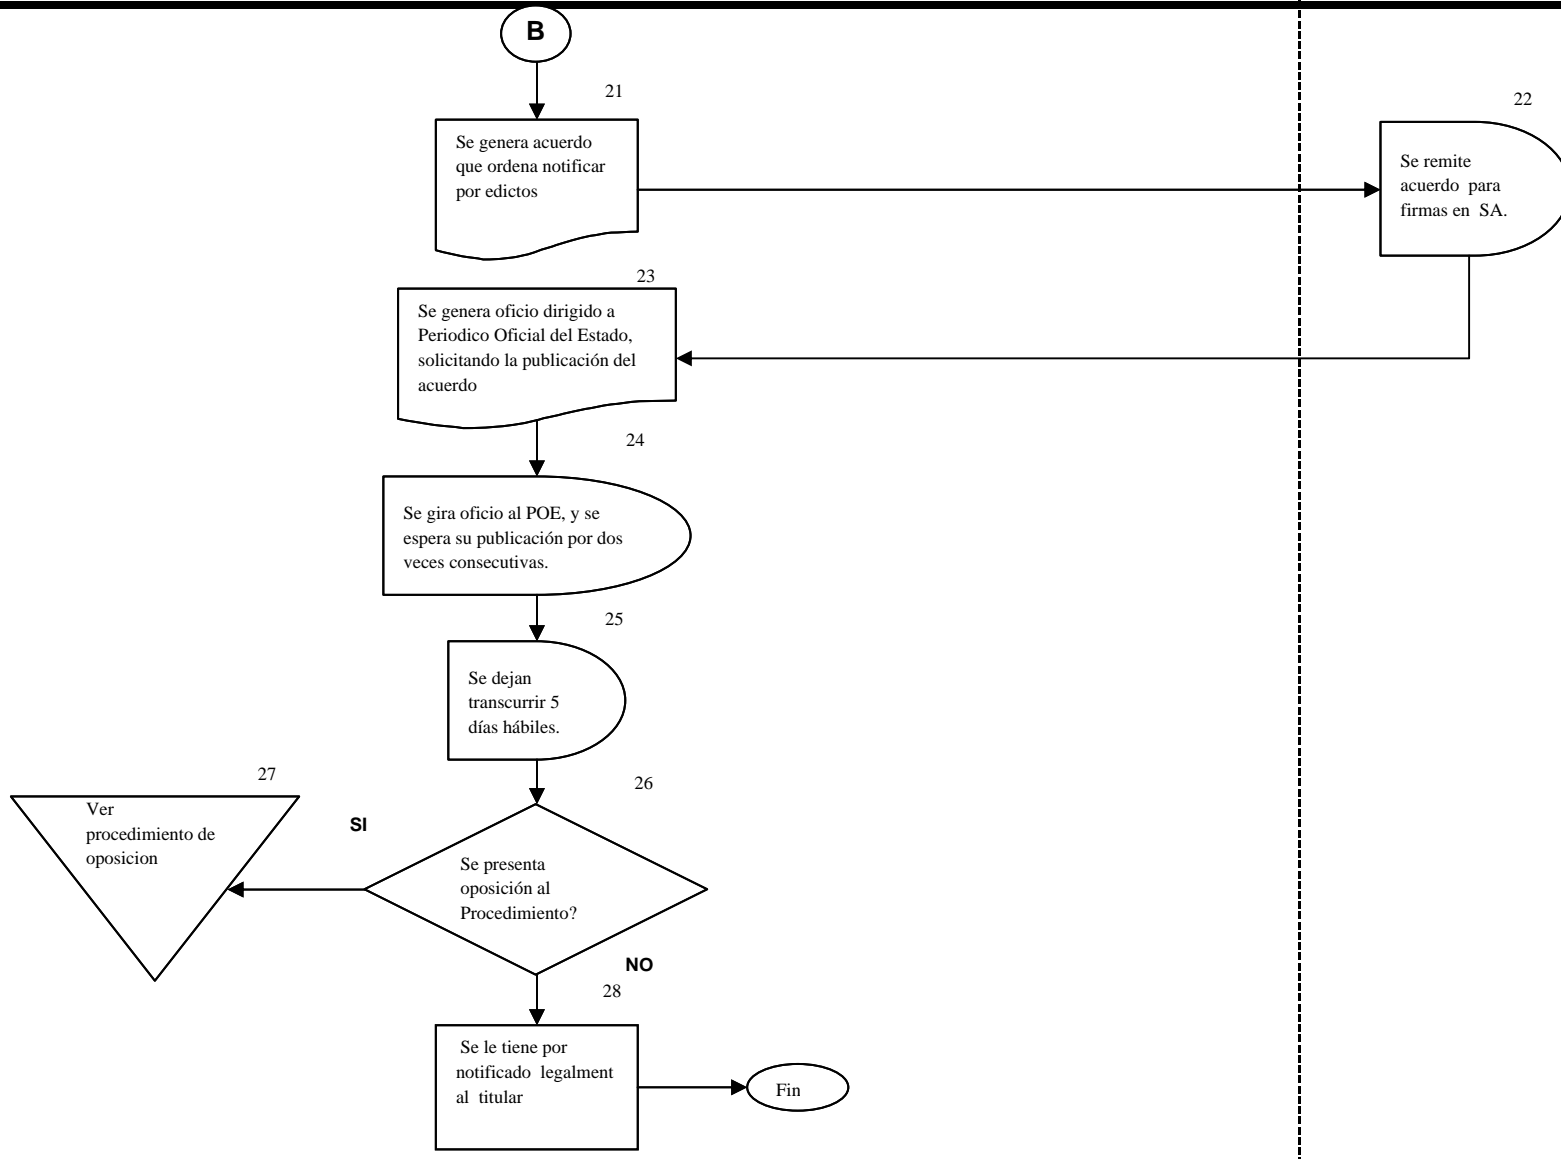 B
21
Se genera acuerdo
que ordena notificar
por edictos
22
Se remite
acuerdo para
firmas en SA.
23
Se genera oficio dirigido a
Periodico Oficial del Estado,
solicitando la publicación del
acuerdo
24
Se gira oficio al POE, y se
espera su publicación por dos
veces consecutivas.
25
Se dejan
transcurrir 5
días hábiles.
26
Se presenta
oposición al
Procedimiento?
SI
27
Ver
procedimiento de
oposicion
NO
28
Se le tiene por
notificado legalment
al titular
Fin